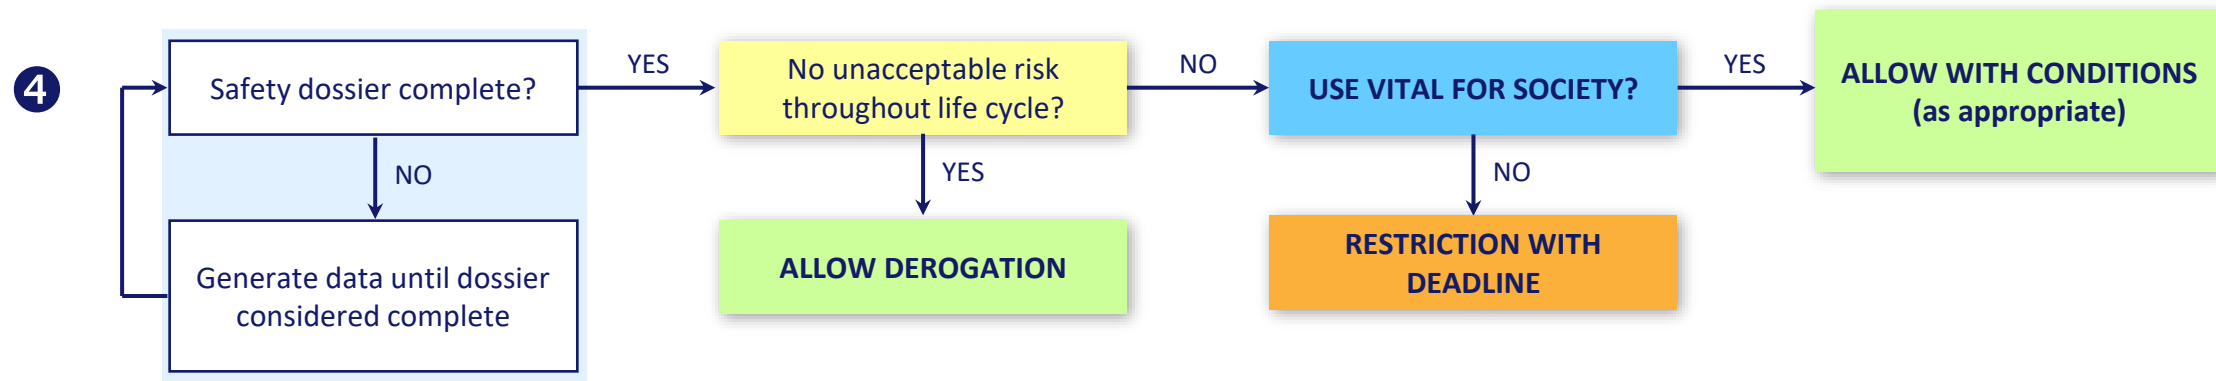 4
Safety dossier complete?
YES
No unacceptable risk
throughout life cycle?
NO
USE VITAL FOR SOCIETY?
YES
ALLOW WITH CONDITIONS
(as appropriate)
NO
YES
NO
Generate data until dossier
considered complete
ALLOW DEROGATION
RESTRICTION WITH
DEADLINE